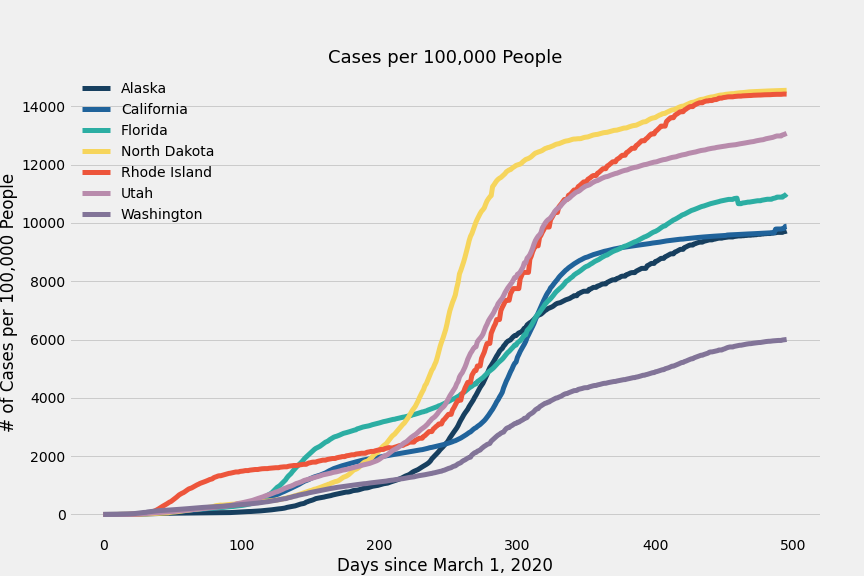 Cases per 100,000 People
Alaska
California
Florida
North Dakota
Rhode Island
Utah
Washington
# of Cases per 100,000 People
14000
12000
10000
8000
6000
4000
2000
0
0 100 200 300 400 500
Days since March 1, 2020